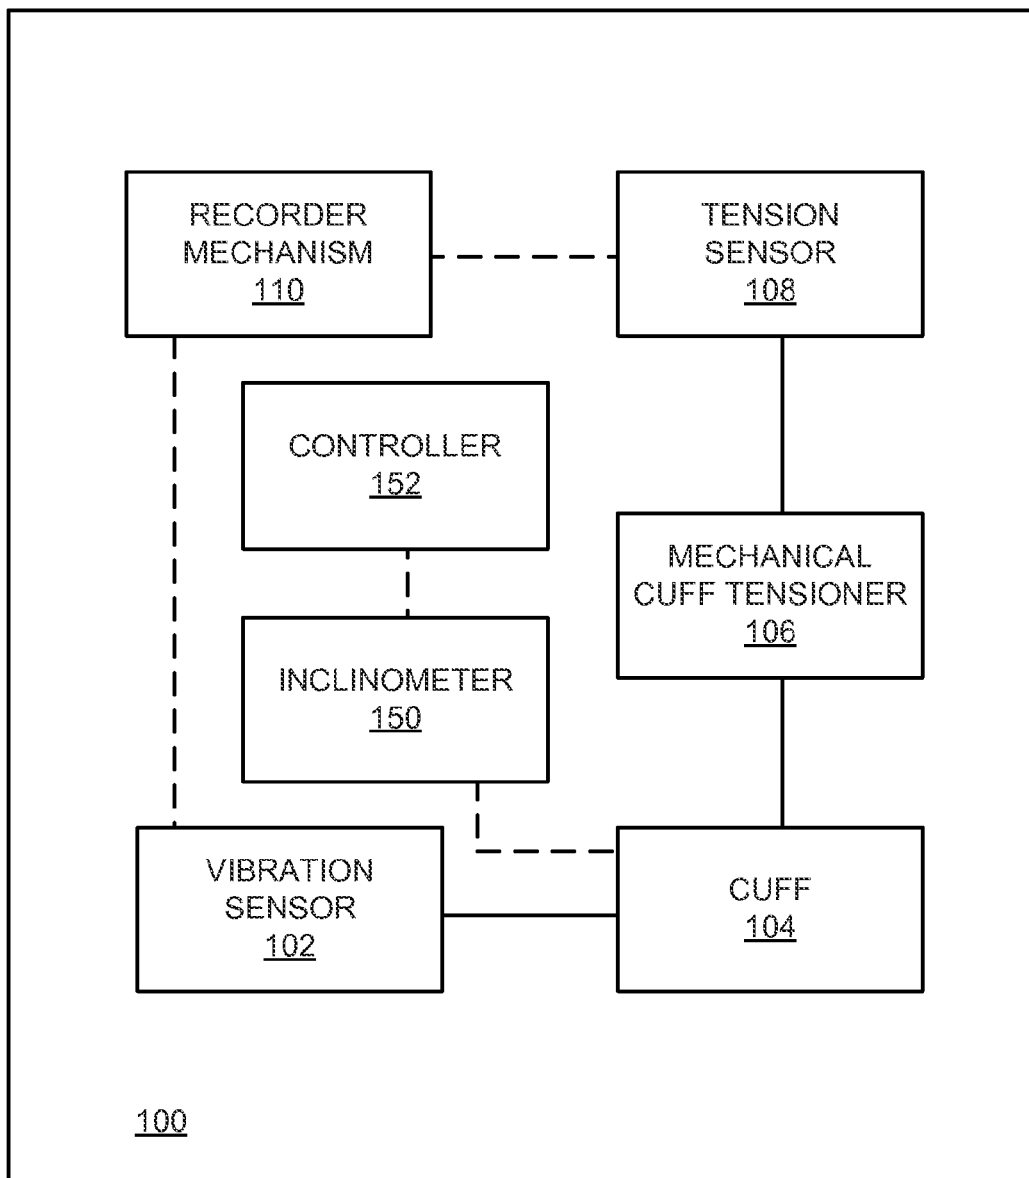 RECORDER
MECHANISM
110
TENSION
SENSOR
108
CONTROLLER
152
MECHANICAL
CUFF TENSIONER
106
INCLINOMETER
150
VIBRATION
SENSOR
102
CUFF
104
100